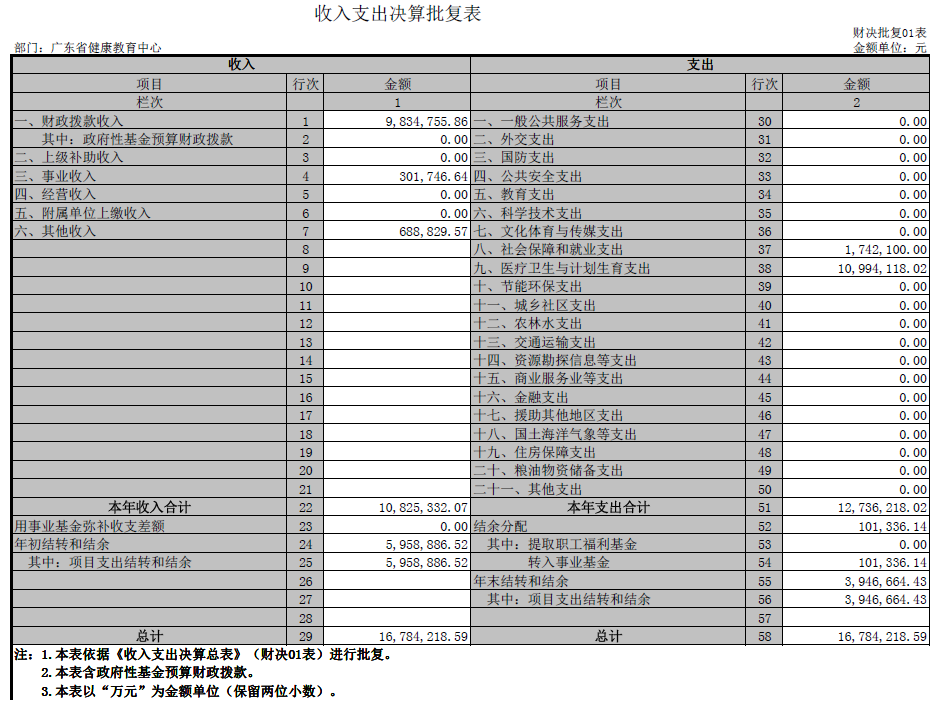 收入支出决算批复表
财决批复01表
部门：广东省健康教育中心 金额单位：元
收入 支出
项目 行次 金额 项目 行次 金额
栏次 1 栏次 2
一、财政拨款收入 1 9,834,755.86 一、一般公共服务支出 30 0.00
其中：政府性基金预算财政拨款 2 0.00 二、外交支出 31 0.00
二、上级补助收入 3 0.00 三、国防支出 32 0.00
三、事业收入 4 301,746.64 四、公共安全支出 33 0.00
四、经营收入 5 0.00 五、教育支出 34 0.00
五、附属单位上缴收入 6 0.00 六、科学技术支出 35 0.00
六、其他收入 7 688,829.57 七、文化体育与传媒支出 36 0.00
8 八、社会保障和就业支出 37 1,742,100.00
9 九、医疗卫生与计划生育支出 38 10,994,118.02
10 十、节能环保支出 39 0.00
11 十一、城乡社区支出 40 0.00
12 十二、农林水支出 41 0.00
13 十三、交通运输支出 42 0.00
14 十四、资源勘探信息等支出 43 0.00
15 十五、商业服务业等支出 44 0.00
16 十六、金融支出 45 0.00
17 十七、援助其他地区支出 46 0.00
18 十八、国土海洋气象等支出 47 0.00
19 十九、住房保障支出 48 0.00
20 二十、粮油物资储备支出 49 0.00
21 二十一、其他支出 50 0.00
本年收入合计 22 10,825,332.07 本年支出合计 51 12,736,218.02
用事业基金弥补收支差额 23 0.00 结余分配 52 101,336.14
年初结转和结余 24 5,958,886.52 其中：提取职工福利基金 53 0.00
其中：项目支出结转和结余 25 5,958,886.52 转入事业基金 54 101,336.14
26 年末结转和结余 55 3,946,664.43
27 其中：项目支出结转和结余 56 3,946,664.43
28 57
总计 29 16,784,218.59 总计 58 16,784,218.59
注：1.本表依据《收入支出决算总表》（财决01表）进行批复。
2.本表含政府性基金预算财政拨款。
3.本表以“万元”为金额单位（保留两位小数）。